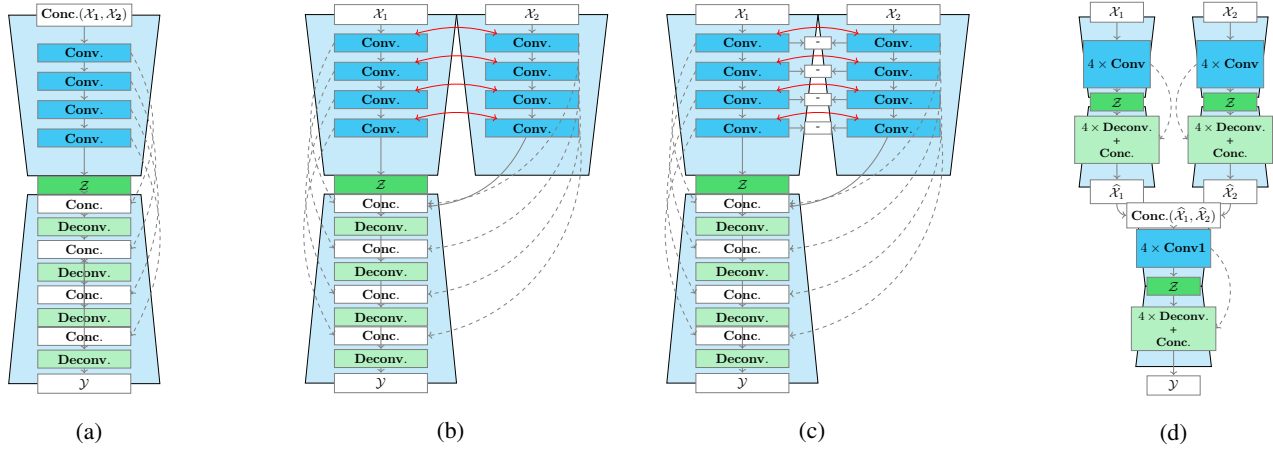 Conc.(𝒳₁, 𝒳₂)
Conv.
Conv.
Conv.
Conv.
𝒵
Conc.
Deconv.
Conc.
Deconv.
Conc.
Deconv.
Conc.
Deconv.
𝒴
(a)
𝒳₁ 𝒳₂
Conv. Conv.
Conv. Conv.
Conv. Conv.
Conv. Conv.
𝒵
Conc.
Deconv.
Conc.
Deconv.
Conc.
Deconv.
Conc.
Deconv.
𝒴
(b)
𝒳₁ 𝒳₂
Conv. - Conv.
Conv. - Conv.
Conv. - Conv.
Conv. - Conv.
𝒵
Conc.
Deconv.
Conc.
Deconv.
Conc.
Deconv.
Conc.
Deconv.
𝒴
(c)
𝒳₁ 𝒳₂
4 × Conv 4 × Conv
𝒵 𝒵
4 × Deconv. 4 × Deconv.
+ +
Conc. Conc.
𝒳̂₁ 𝒳̂₂
Conc.(𝒳̂₁, 𝒳̂₂)
4 × Conv1
𝒵
4 × Deconv.
+
Conc.
𝒴
(d)